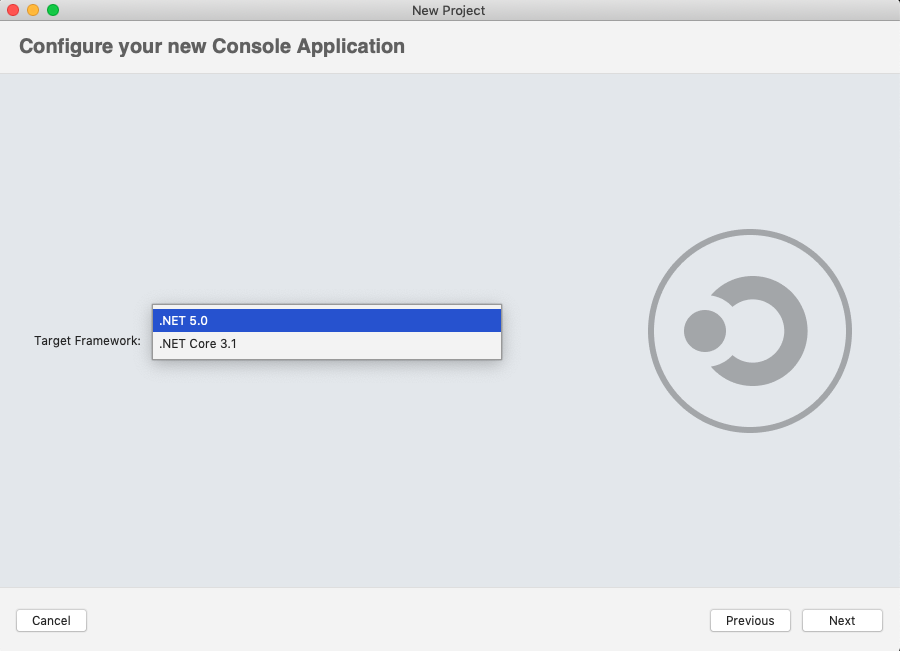 New Project
Configure your new Console Application
.NET 5.0
Target Framework:
.NET Core 3.1
Cancel
Previous
Next